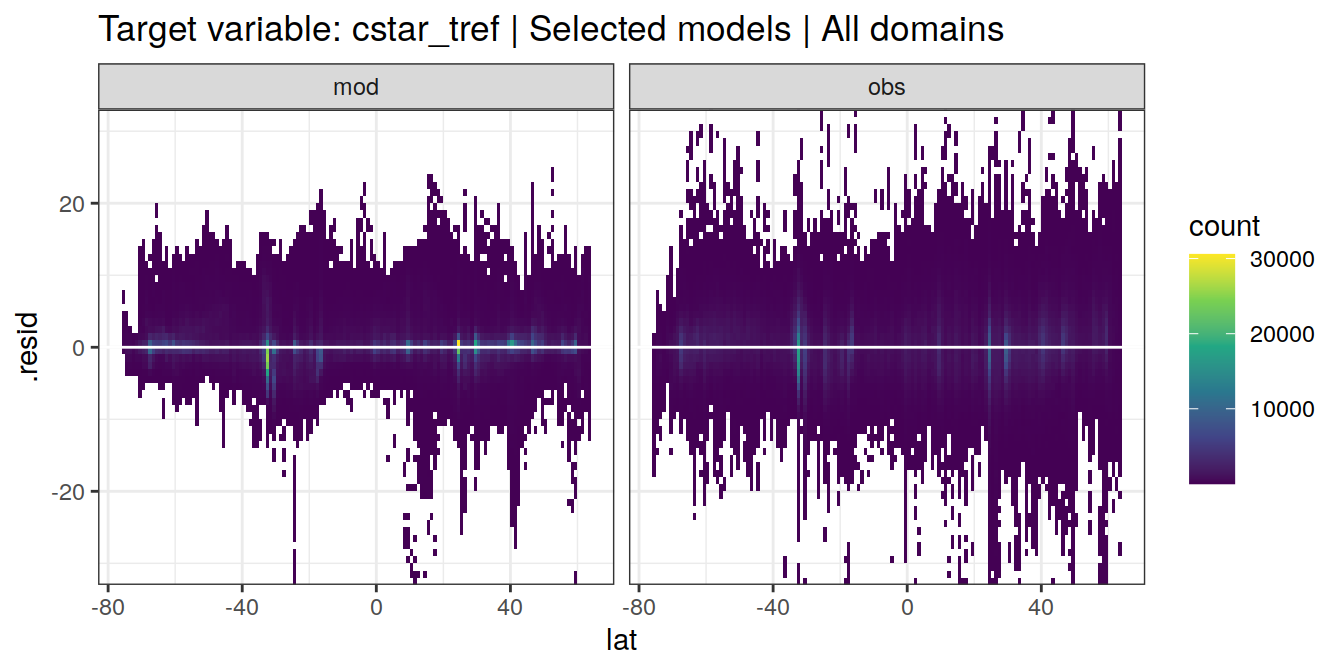 Target variable: cstar_tref | Selected models | All domains
mod
obs
20
0
-20
.resid
-80
-40
0
40
-80
-40
0
40
lat
count
30000
20000
10000